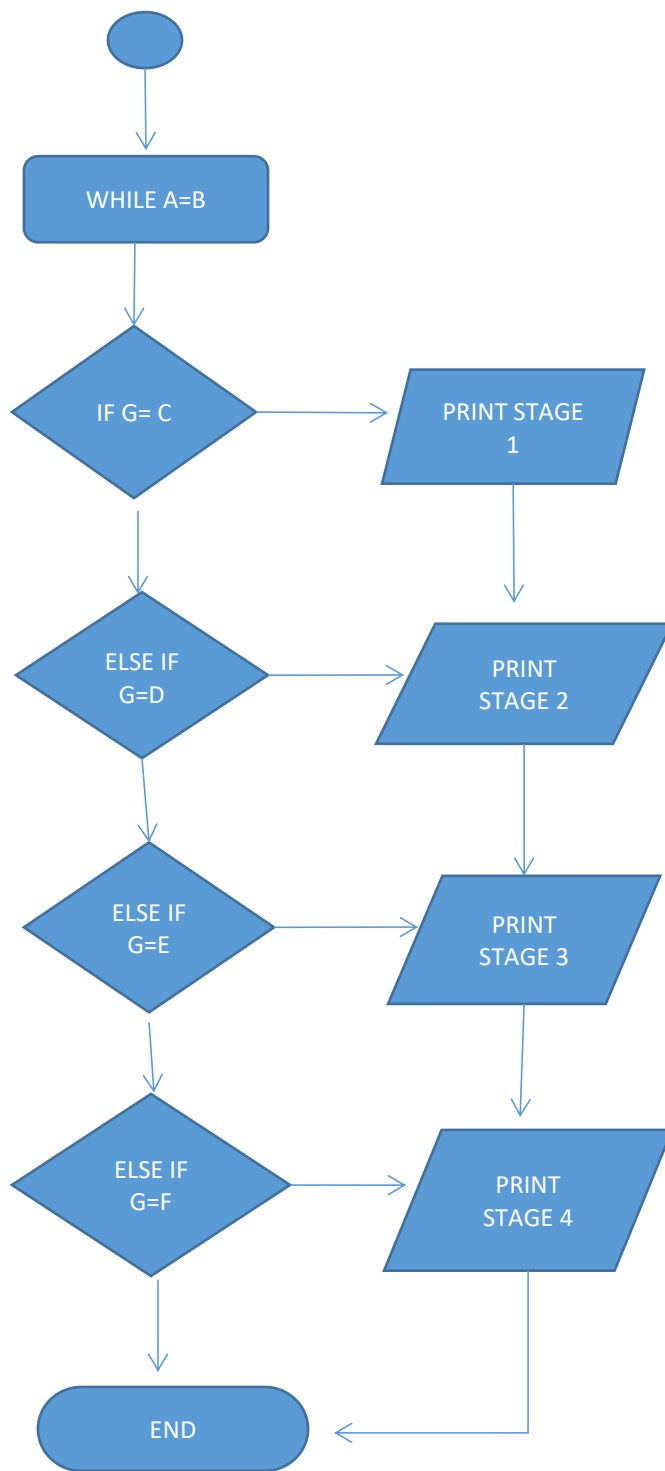 WHILE A=B
IF G= C
PRINT STAGE
1
ELSE IF
G=D
PRINT
STAGE 2
ELSE IF
G=E
PRINT
STAGE 3
ELSE IF
G=F
PRINT
STAGE 4
END